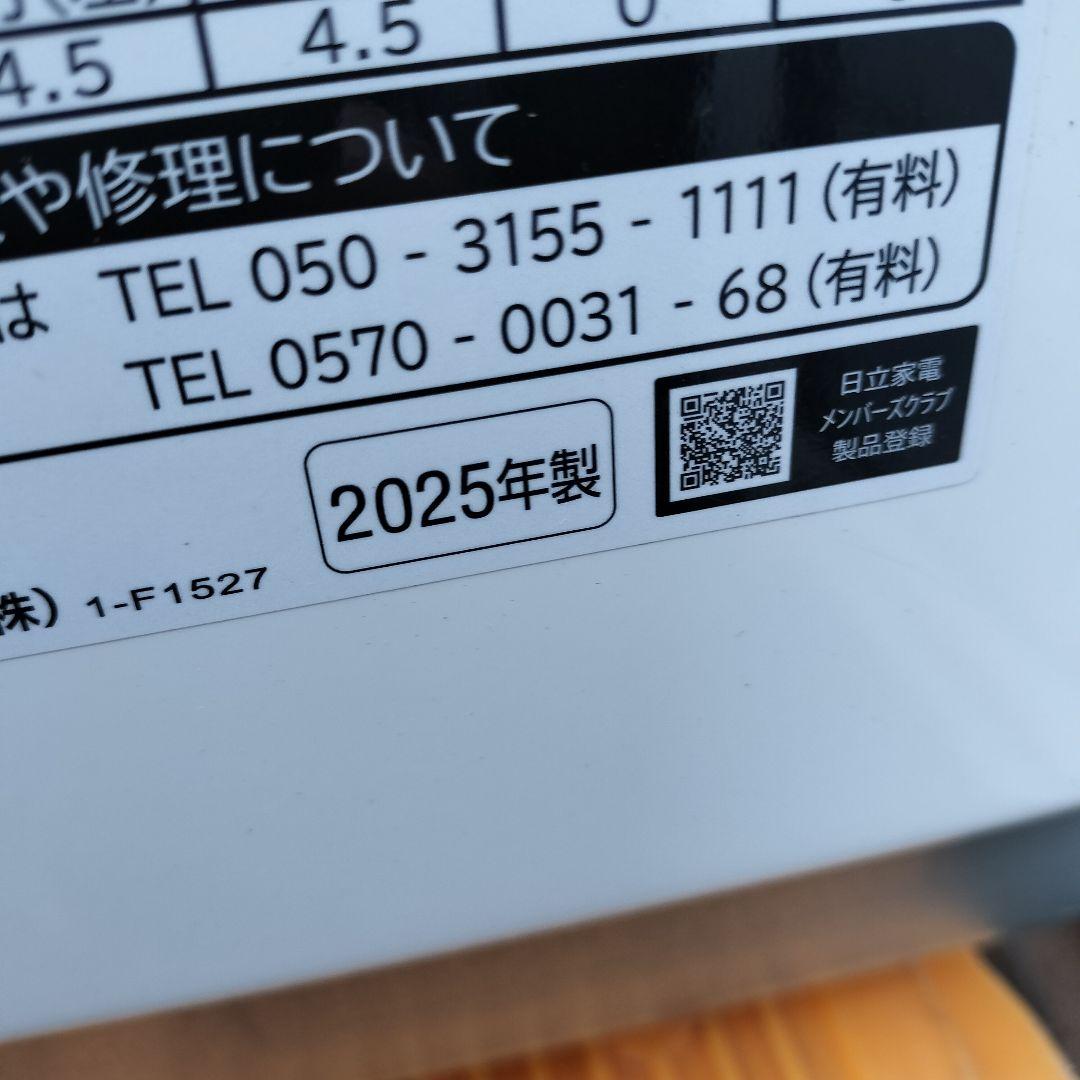 4.5 4.5 0
や修理について
は TEL 050 - 3155 - 1111 (有料)
TEL 0570 - 0031 - 68 (有料)
2025年製
日立家電
メンバーズクラブ
製品登録
株) 1-F1527